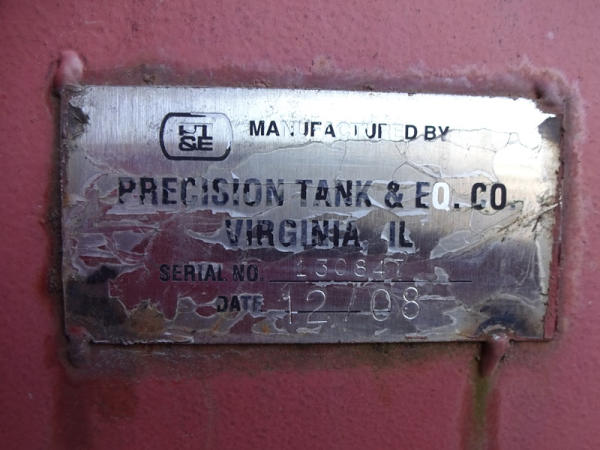 PT
&E
MANUFACTURED BY
PRECISION TANK & EQ. CO.
VIRGINIA, IL
SERIAL NO.
DATE 12/08